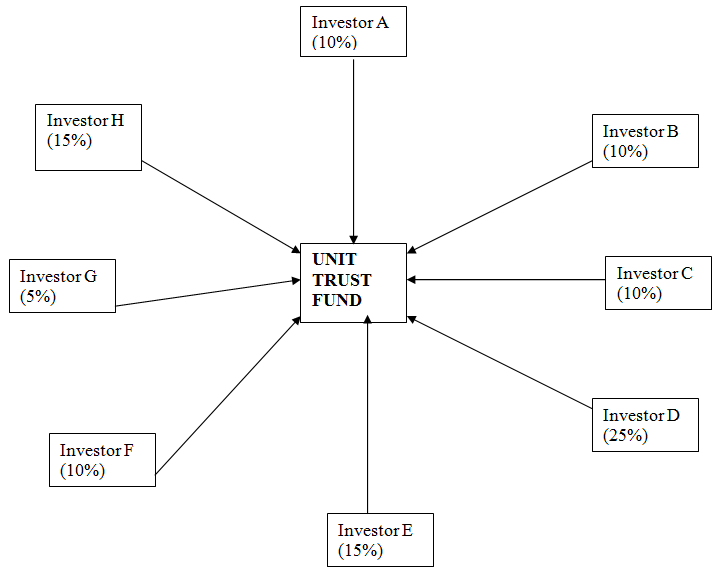 Investor A
(10%)
Investor H
(15%)
Investor B
(10%)
UNIT
TRUST
FUND
Investor G
(5%)
Investor C
(10%)
Investor D
(25%)
Investor F
(10%)
Investor E
(15%)